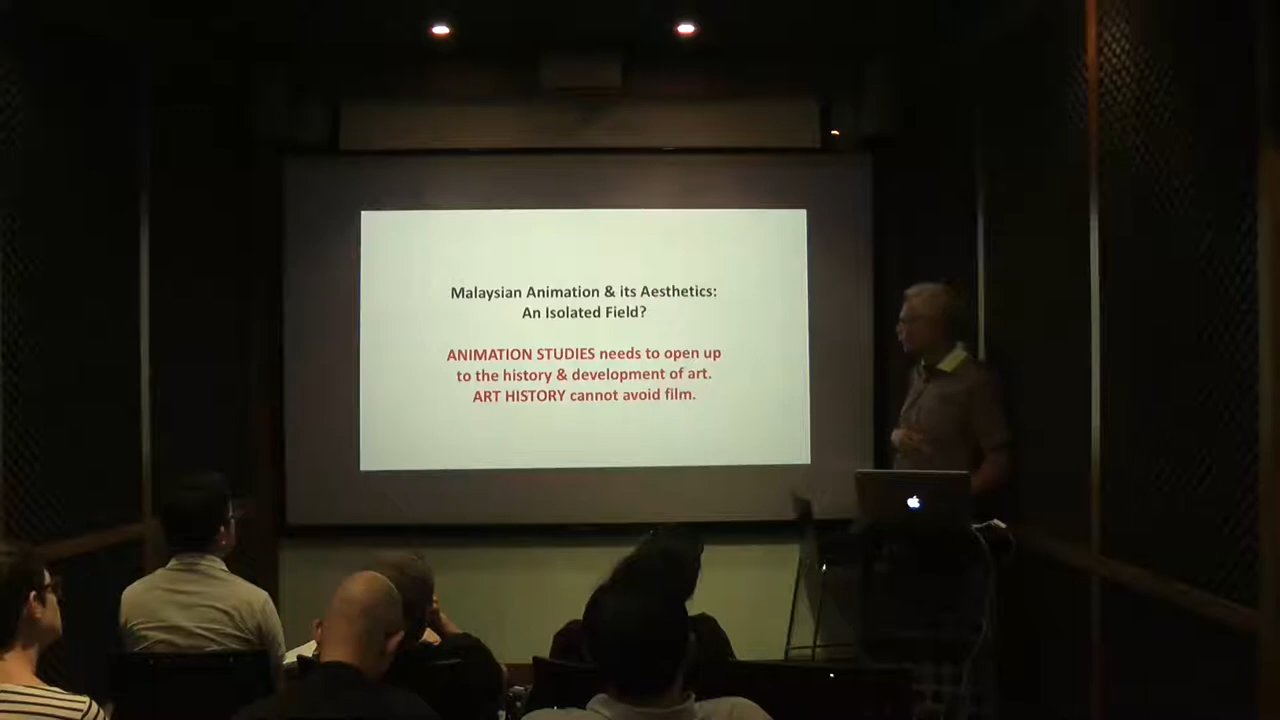 Malaysian Animation & its Aesthetics:
An Isolated Field?
ANIMATION STUDIES needs to open up
to the history & development of art.
ART HISTORY cannot avoid film.